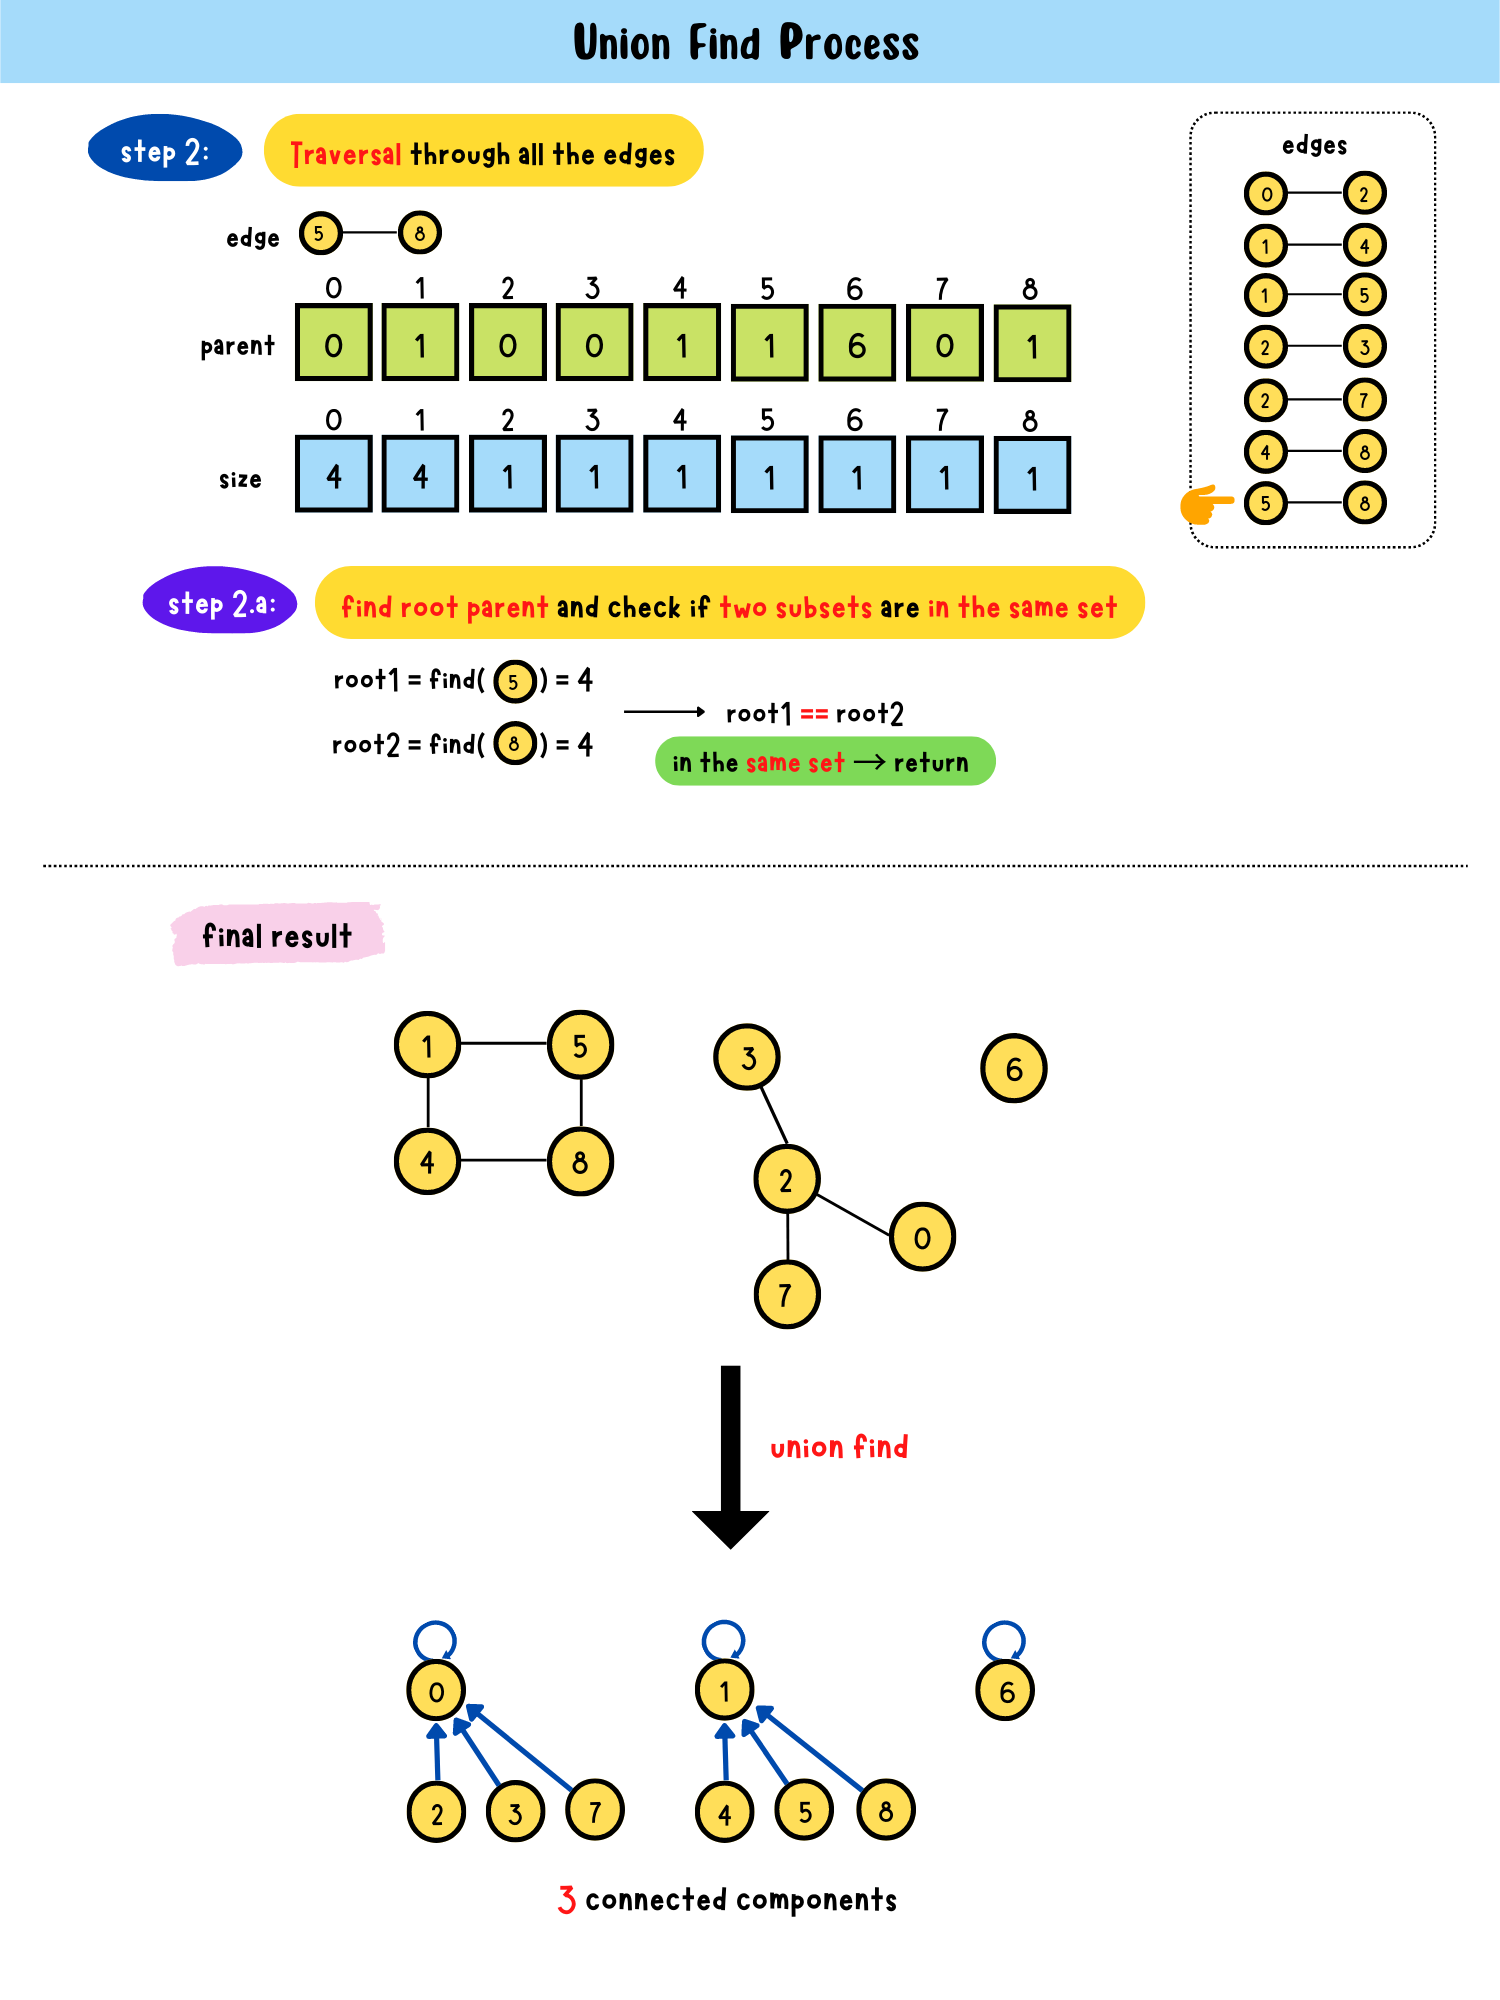 Union Find Process
step 2:
Traversal through all the edges
edge 5 8
0 1 2 3 4 5 6 7 8
parent 0 1 0 0 1 1 6 0 1
0 1 2 3 4 5 6 7 8
size 4 4 1 1 1 1 1 1 1
edges
0 2
1 4
1 5
2 3
2 7
4 8
5 8
step 2.a:
find root parent and check if two subsets are in the same set
root1 = find( 5 ) = 4
root2 = find( 8 ) = 4
root1 == root2
in the same set → return
final result
1 5
4 8
3
2
0
7
6
union find
0 1 6
2 3 7 4 5 8
3 connected components